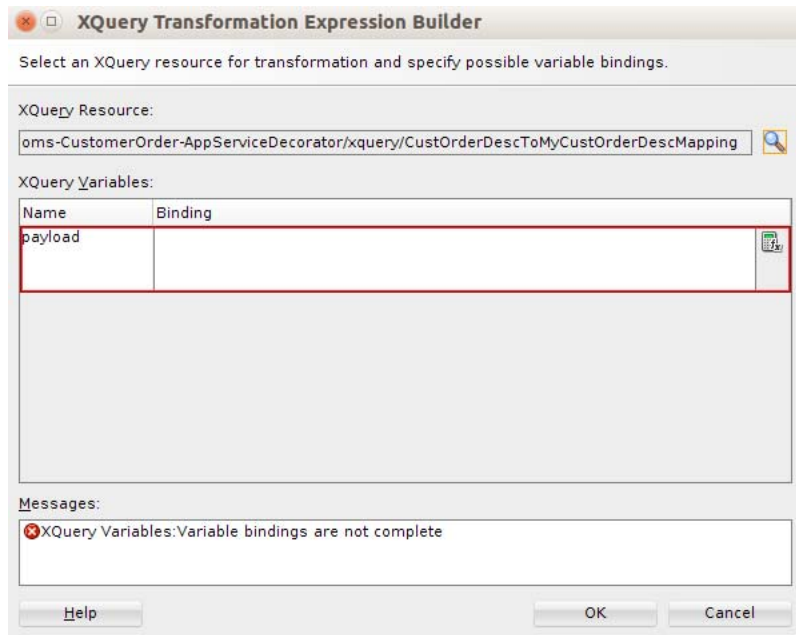 XQuery Transformation Expression Builder
Select an XQuery resource for transformation and specify possible variable bindings.
XQuery Resource:
oms-CustomerOrder-AppServiceDecorator/xquery/CustOrderDescToMyCustOrderDescMapping
XQuery Variables:
Name Binding
payload
Messages:
XQuery Variables:Variable bindings are not complete
Help OK Cancel